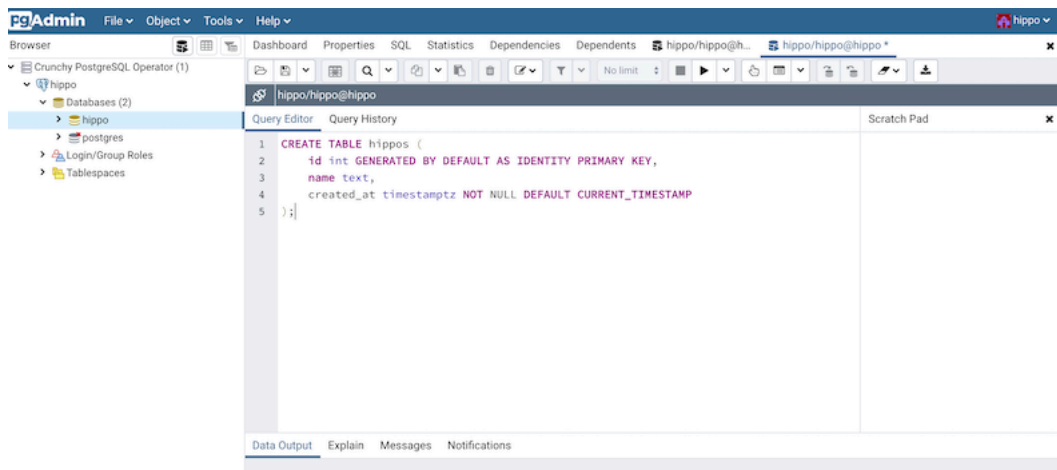 pgAdmin File Object Tools Help hippo
Browser Dashboard Properties SQL Statistics Dependencies Dependents hippo/hippo@h... hippo/hippo@hippo *
Crunchy PostgreSQL Operator (1)
hippo
Databases (2)
hippo
postgres
Login/Group Roles
Tablespaces
No limit
hippo/hippo@hippo
Query Editor Query History Scratch Pad
1 CREATE TABLE hippos (
2 id int GENERATED BY DEFAULT AS IDENTITY PRIMARY KEY,
3 name text,
4 created_at timestamptz NOT NULL DEFAULT CURRENT_TIMESTAMP
5 );
Data Output Explain Messages Notifications